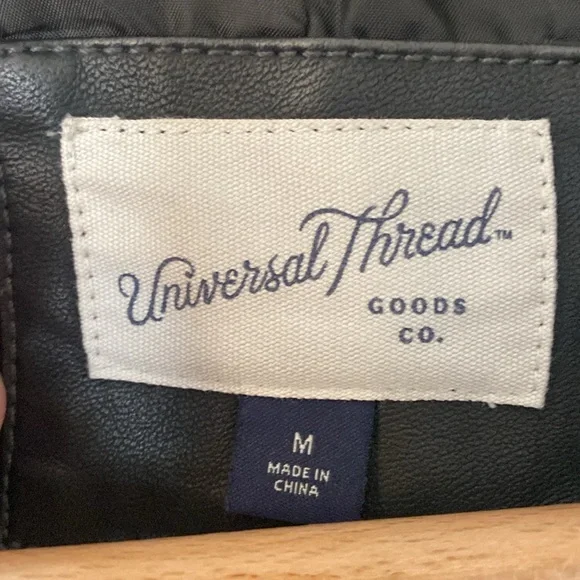 Universal Thread™
GOODS
CO.
M
MADE IN
CHINA